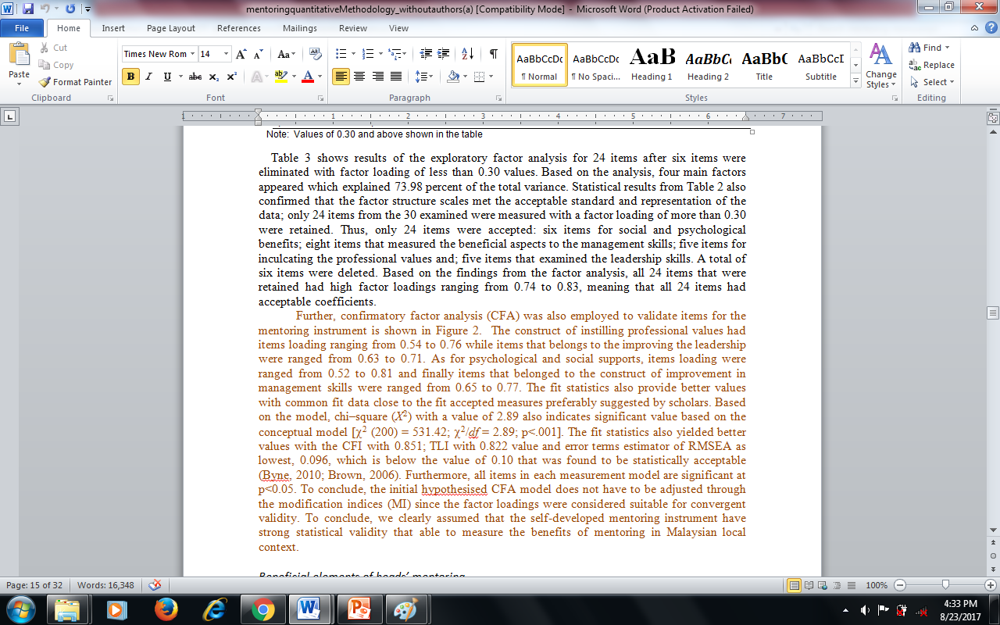 mentoringquantitativeMethodology_withoutauthors(a) [Compatibility Mode] - Microsoft Word (Product Activation Failed)
File Home Insert Page Layout References Mailings Review View
Paste
Cut
Copy
Format Painter
Times New Rom 14
Aa
B I U abc x₂ x² A ab A
AaBbCcDc AaBbCcDc AaB AaBbCc AaBbC AaBbCcI
¶ Normal ¶ No Spaci... Heading 1 Heading 2 Title Subtitle
Change Styles
Find
Replace
Select
Clipboard Font Paragraph Styles Editing
1 1 2 3 4 5 6 7
Note: Values of 0.30 and above shown in the table
Table 3 shows results of the exploratory factor analysis for 24 items after six items were
eliminated with factor loading of less than 0.30 values. Based on the analysis, four main factors
appeared which explained 73.98 percent of the total variance. Statistical results from Table 2 also
confirmed that the factor structure scales met the acceptable standard and representation of the
data; only 24 items from the 30 examined were measured with a factor loading of more than 0.30
were retained. Thus, only 24 items were accepted: six items for social and psychological
benefits; eight items that measured the beneficial aspects to the management skills; five items for
inculcating the professional values and; five items that examined the leadership skills. A total of
six items were deleted. Based on the findings from the factor analysis, all 24 items that were
retained had high factor loadings ranging from 0.74 to 0.83, meaning that all 24 items had
acceptable coefficients.
Further, confirmatory factor analysis (CFA) was also employed to validate items for the
mentoring instrument is shown in Figure 2. The construct of instilling professional values had
items loading ranging from 0.54 to 0.76 while items that belongs to the improving the leadership
were ranged from 0.63 to 0.71. As for psychological and social supports, items loading were
ranged from 0.52 to 0.81 and finally items that belonged to the construct of improvement in
management skills were ranged from 0.65 to 0.77. The fit statistics also provide better values
with common fit data close to the fit accepted measures preferably suggested by scholars. Based
on the model, chi–square (X²) with a value of 2.89 also indicates significant value based on the
conceptual model [χ² (200) = 531.42; χ²/df = 2.89; p<.001]. The fit statistics also yielded better
values with the CFI with 0.851; TLI with 0.822 value and error terms estimator of RMSEA as
lowest, 0.096, which is below the value of 0.10 that was found to be statistically acceptable
(Byne, 2010; Brown, 2006). Furthermore, all items in each measurement model are significant at
p<0.05. To conclude, the initial hypothesised CFA model does not have to be adjusted through
the modification indices (MI) since the factor loadings were considered suitable for convergent
validity. To conclude, we clearly assumed that the self-developed mentoring instrument have
strong statistical validity that able to measure the benefits of mentoring in Malaysian local
context.
Beneficial elements of heads' mentoring
Page: 15 of 32 Words: 16,348 100%
4:33 PM
8/23/2017